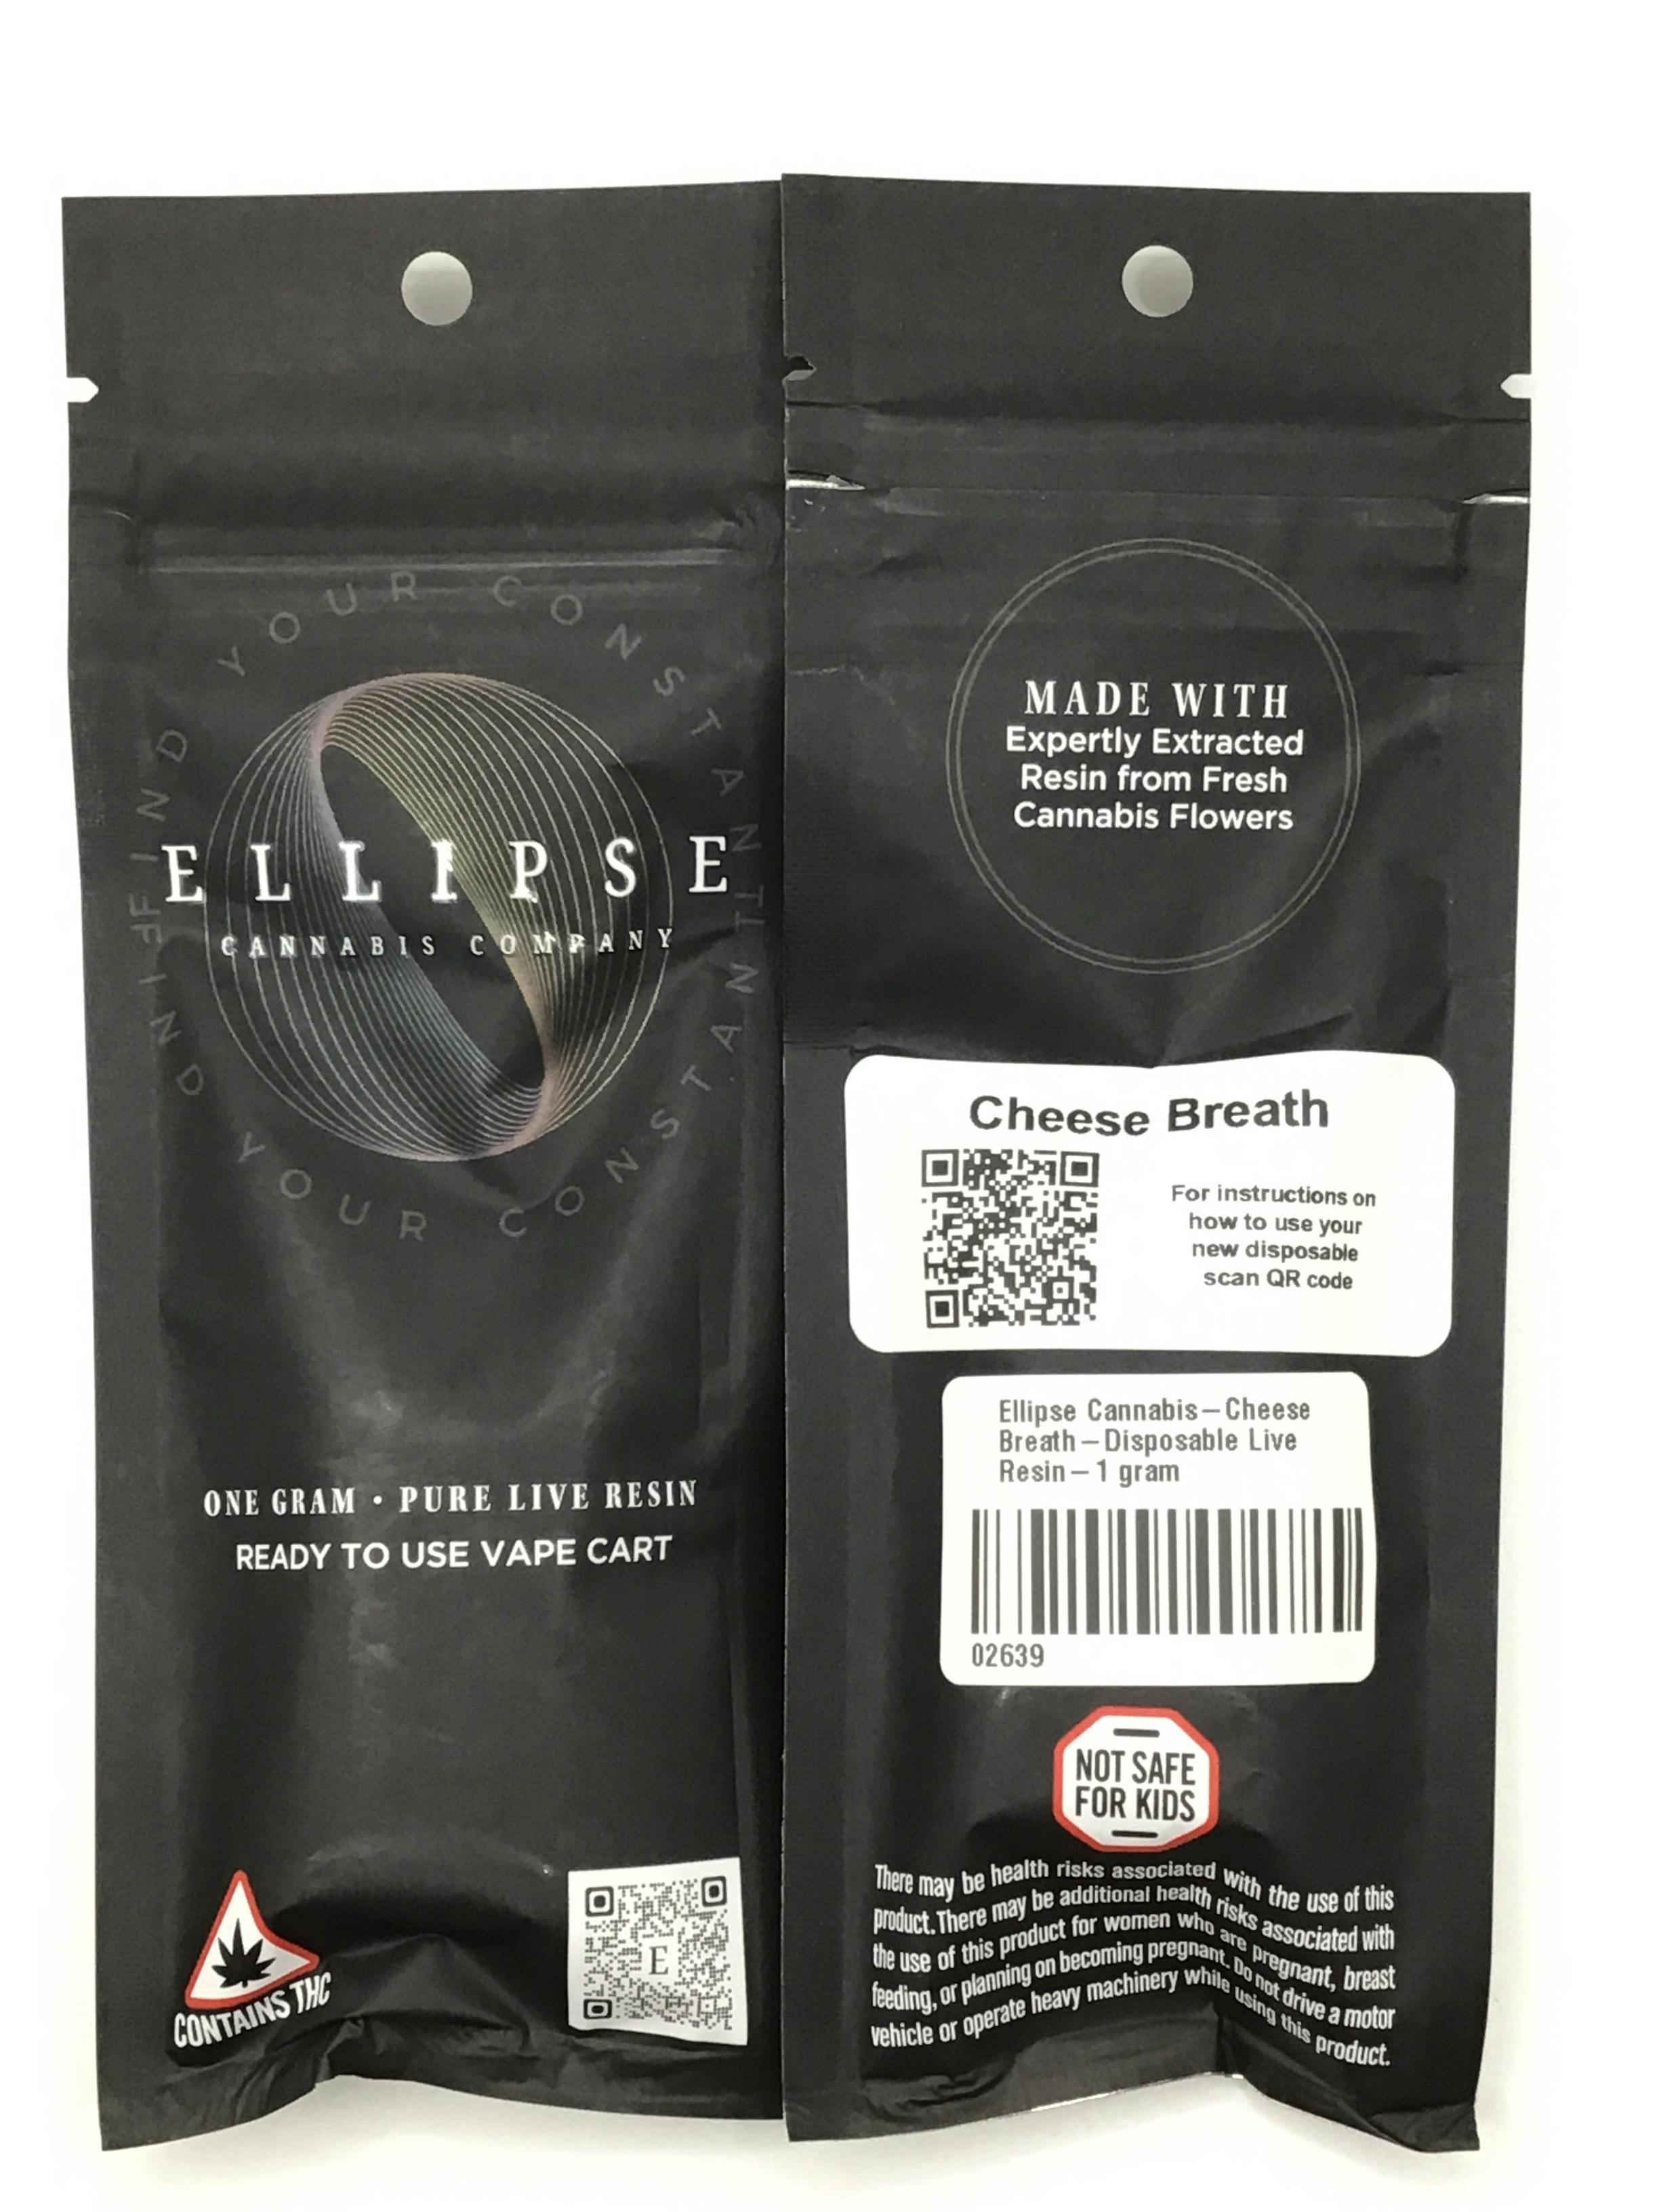 FIND YOUR CONSTANT
ELLIPSE
CANNABIS COMPANY
FIND YOUR CONSTANT
ONE GRAM • PURE LIVE RESIN
READY TO USE VAPE CART
CONTAINS THC
E
MADE WITH
Expertly Extracted
Resin from Fresh
Cannabis Flowers
Cheese Breath
For instructions on
how to use your
new disposable
scan QR code
Ellipse Cannabis—Cheese
Breath—Disposable Live
Resin—1 gram
02639
NOT SAFE
FOR KIDS
There may be health risks associated with the use of this
product.There may be additional health risks associated with
the use of this product for women who are pregnant, breast
feeding, or planning on becoming pregnant. Do not drive a motor
vehicle or operate heavy machinery while using this product.